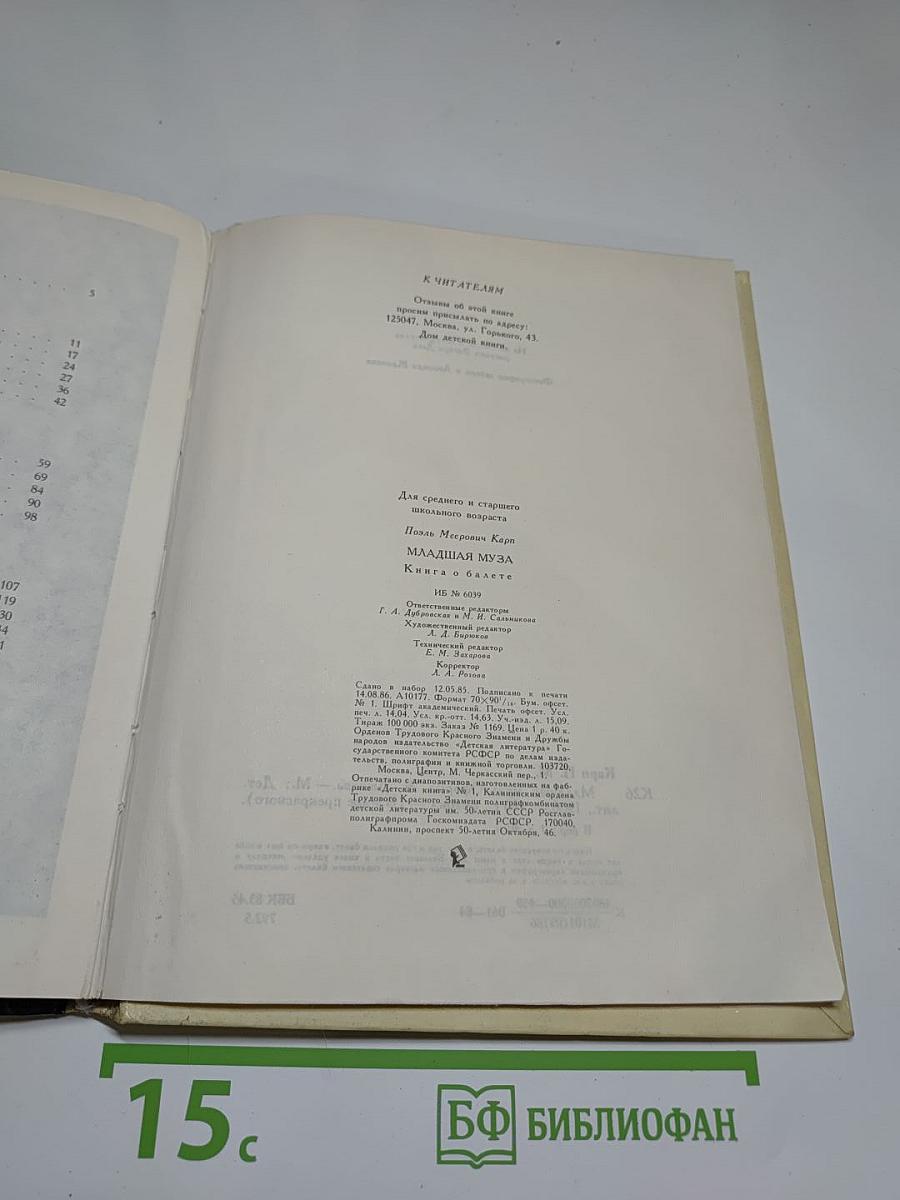 5
11
17
24
27
36
42
59
69
84
90
98
107
К ЧИТАТЕЛЯМ
Отзывы об этой книге
просим присылать по адресу:
125047. Москва, ул. Горького, 43.
Дом детской книги.
Для среднего и старшего
школьного возраста
Поэль Меерович Карп
МЛАДШАЯ МУЗА
Книга о балете
ИБ № 6039
Ответственные редакторы
Г. А. Дубровская и М. И. Сальникова
Художественный редактор
Л. Д. Бирюков
Технический редактор
Е. М. Захарова
Корректор
Л. А. Розова
Сдано в набор 12.05.85. Подписано к печати
14.08.86. А10177. Формат 70×90¹/₁₆. Бум. офсет.
№ 1. Шрифт академический. Печать офсет. Усл.
печ. л. 14,04. Усл. кр.-отт. 14,63. Уч.-изд. л. 15,09.
Тираж 100 000 экз. Заказ № 1169. Цена 1 р. 40 к.
Орденов Трудового Красного Знамени и Дружбы
народов издательство «Детская литература» Го-
сударственного комитета РСФСР по делам изда-
тельств, полиграфии и книжной торговли. 103720,
Москва, Центр, М. Черкасский пер., 1.
Отпечатано с диапозитивов, изготовленных на фаб-
рике «Детская книга» № 1, Калининским ордена
Трудового Красного Знамени полиграфкомбинатом
детской литературы им. 50-летия СССР Росглав-
полиграфпрома Госкомиздата РСФСР. 170040,
Калинин, проспект 50-летия Октября, 46.
15 с
БФ БИБЛИОФАН